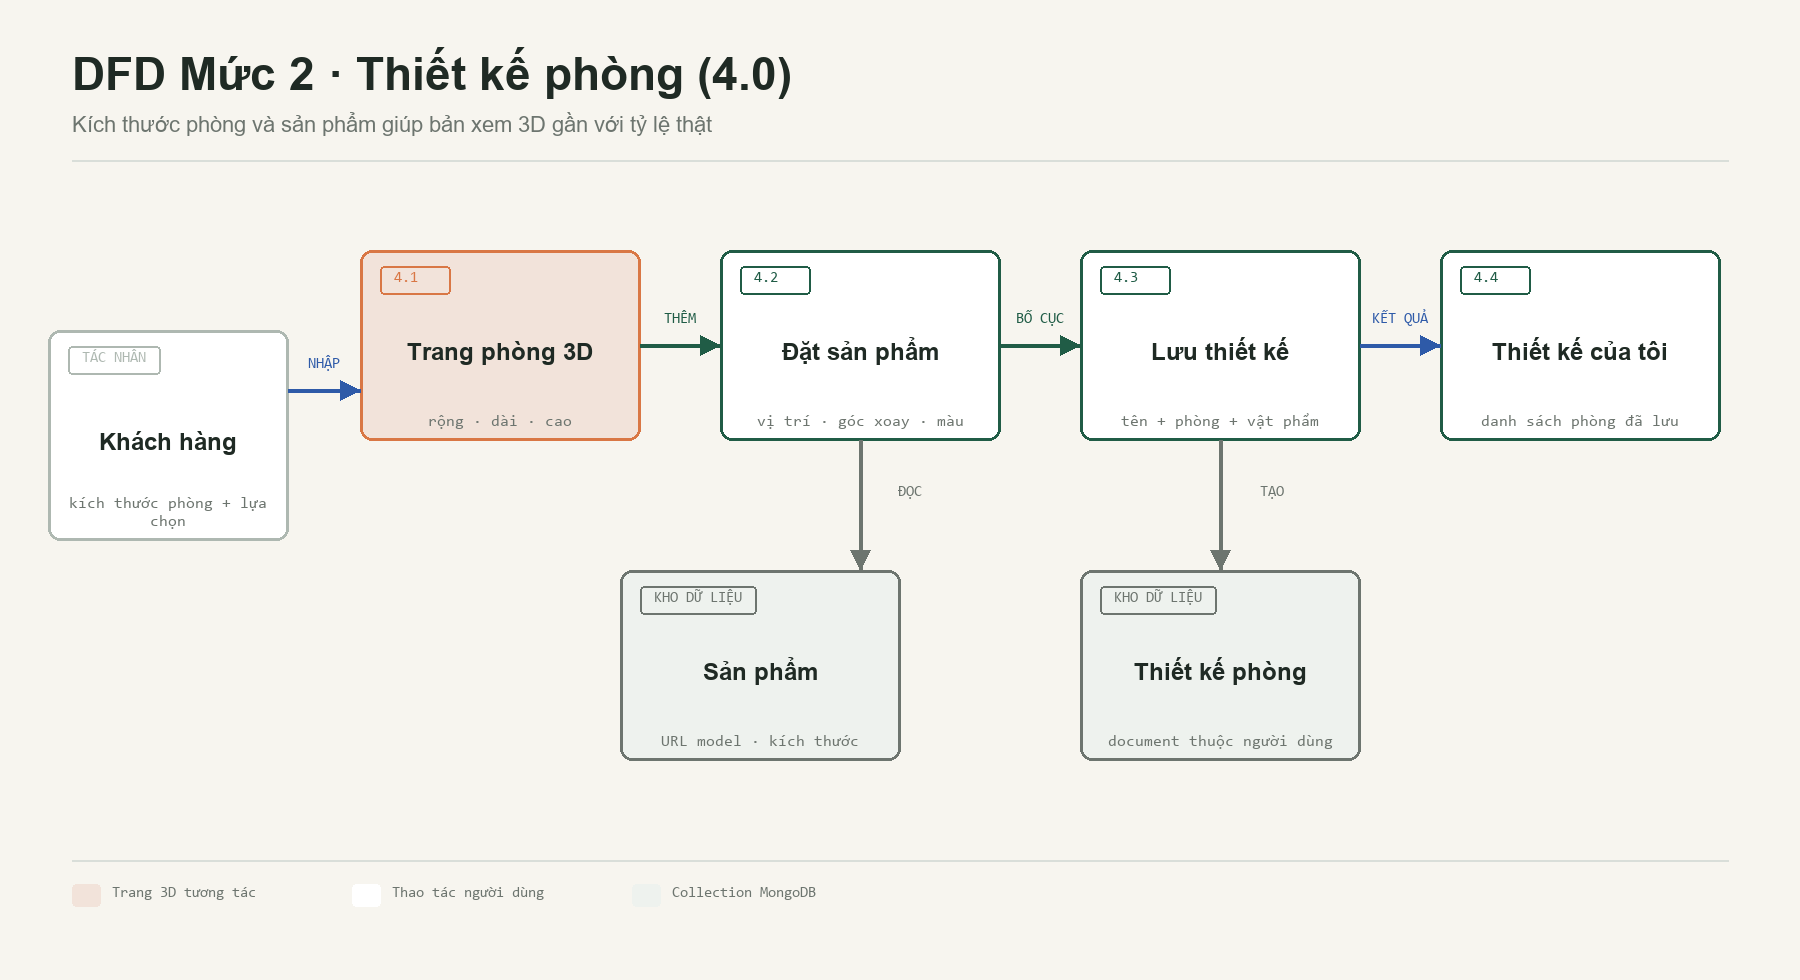 DFD Mức 2 · Thiết kế phòng (4.0)
Kích thước phòng và sản phẩm giúp bản xem 3D gần với tỷ lệ thật
TÁC NHÂN
Khách hàng
kích thước phòng + lựa
chọn
NHẬP
4.1
Trang phòng 3D
rộng · dài · cao
THÊM
4.2
Đặt sản phẩm
vị trí · góc xoay · màu
BỐ CỤC
4.3
Lưu thiết kế
tên + phòng + vật phẩm
KẾT QUẢ
4.4
Thiết kế của tôi
danh sách phòng đã lưu
ĐỌC
TẠO
KHO DỮ LIỆU
Sản phẩm
URL model · kích thước
KHO DỮ LIỆU
Thiết kế phòng
document thuộc người dùng
Trang 3D tương tác
Thao tác người dùng
Collection MongoDB